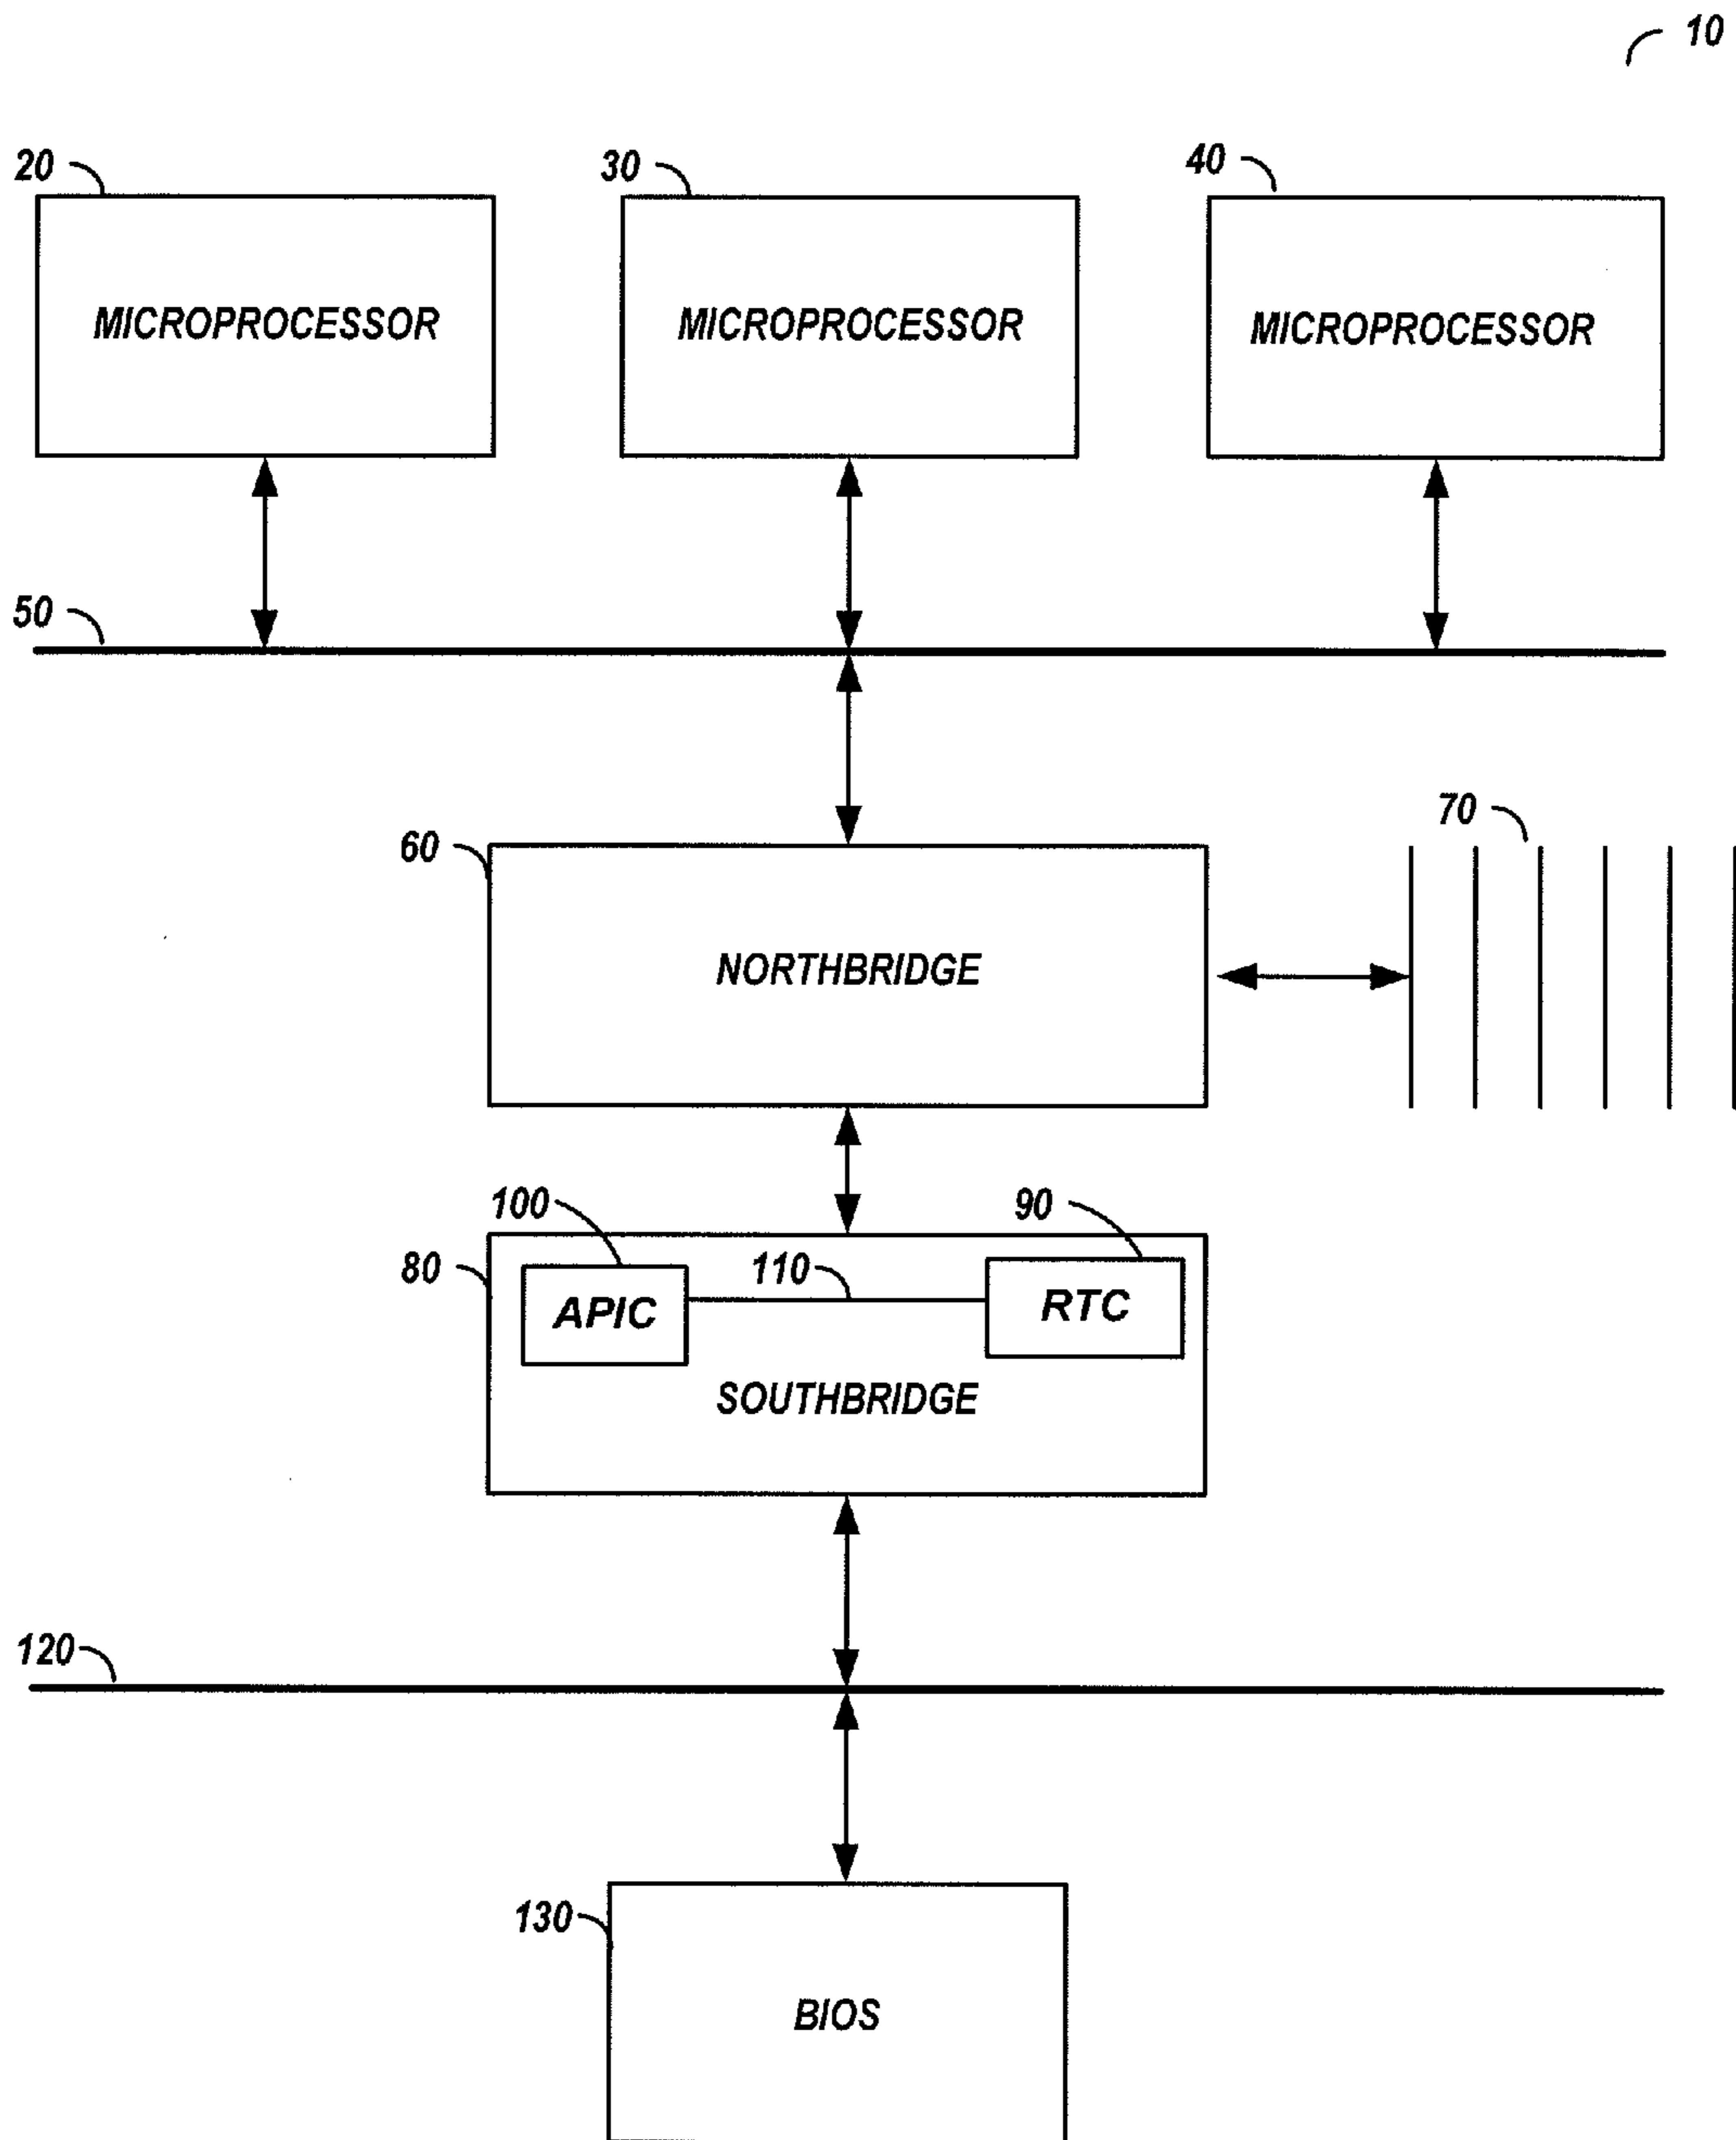 10
20
30
40
MICROPROCESSOR
MICROPROCESSOR
MICROPROCESSOR
50
70
60
NORTHBRIDGE
100
90
80
110
APIC
RTC
SOUTHBRIDGE
120
130
BIOS